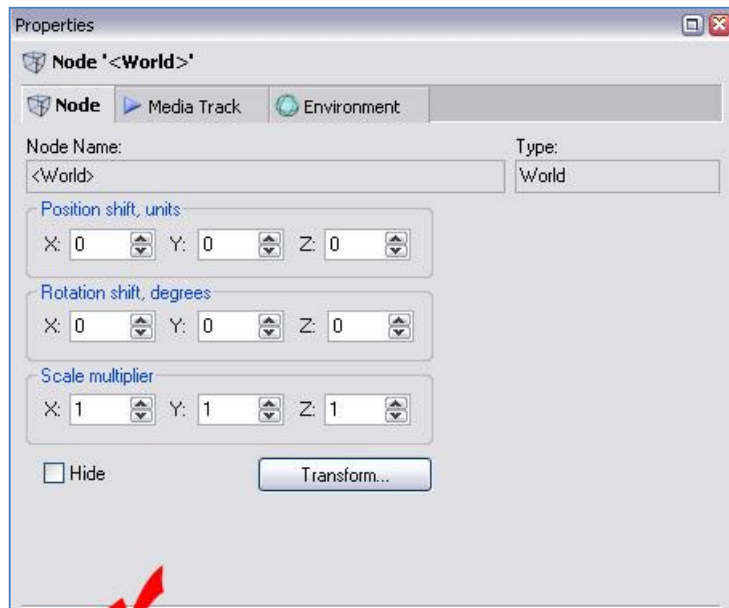 Properties
Node '<World>'
Node Media Track Environment
Node Name: Type:
<World> World
Position shift, units
X: 0 Y: 0 Z: 0
Rotation shift, degrees
X: 0 Y: 0 Z: 0
Scale multiplier
X: 1 Y: 1 Z: 1
Hide Transform...